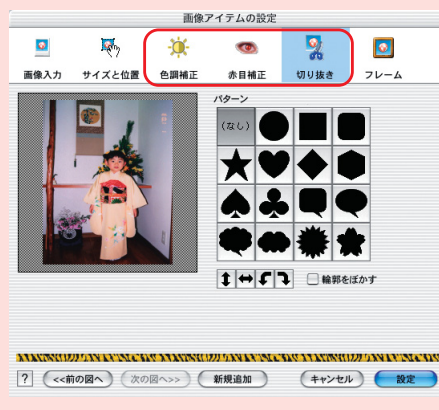 画像アイテムの設定
画像入力 サイズと位置 色調補正 赤目補正 切り抜き フレーム
パターン
(なし)
輪郭をぼかす
? <<前の図へ 次の図へ>> 新規追加 キャンセル 設定